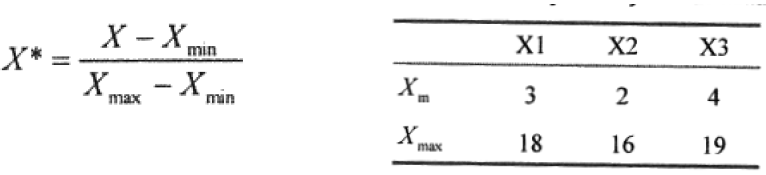 X* = (X − X_min) / (X_max − X_min)
X1 X2 X3
X_m 3 2 4
X_max 18 16 19